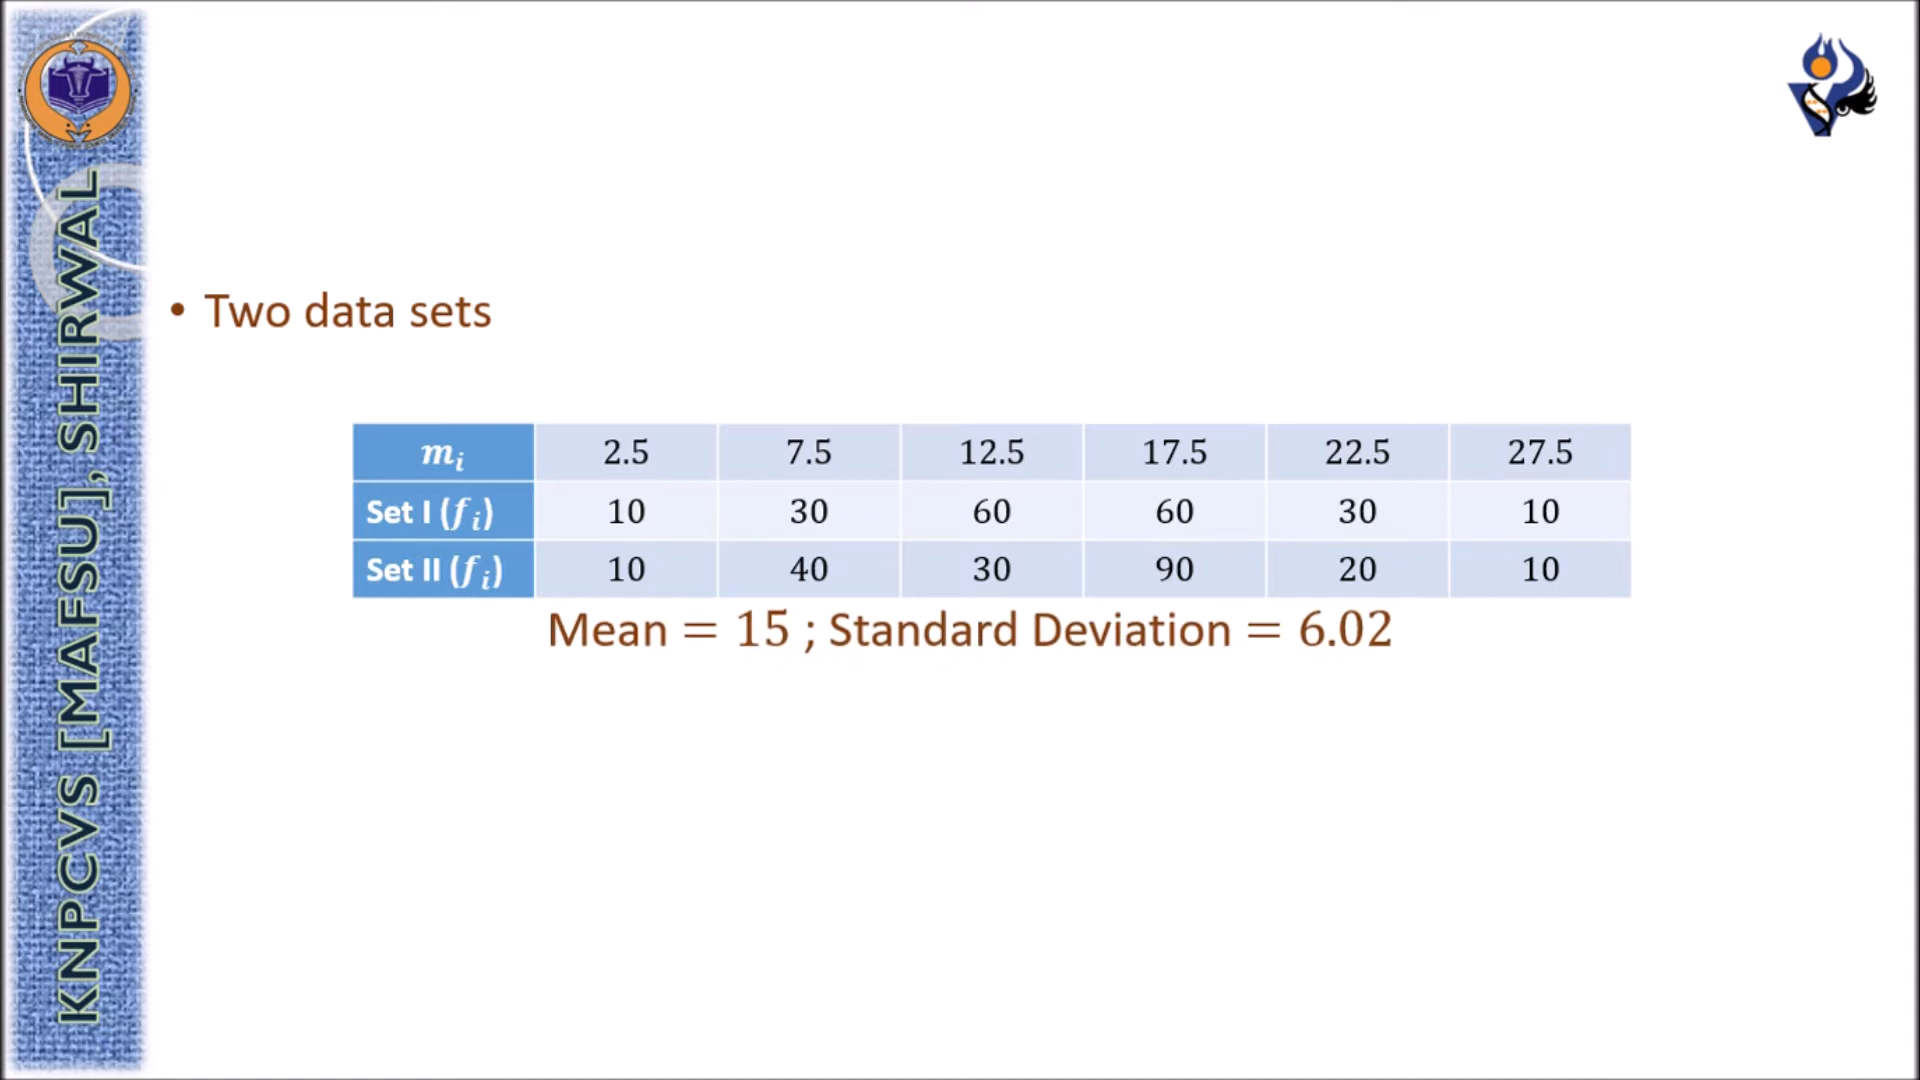 KNPCVS [MAFSU], SHIRWAL
• Two data sets
mᵢ 2.5 7.5 12.5 17.5 22.5 27.5
Set I (fᵢ) 10 30 60 60 30 10
Set II (fᵢ) 10 40 30 90 20 10
Mean = 15 ; Standard Deviation = 6.02